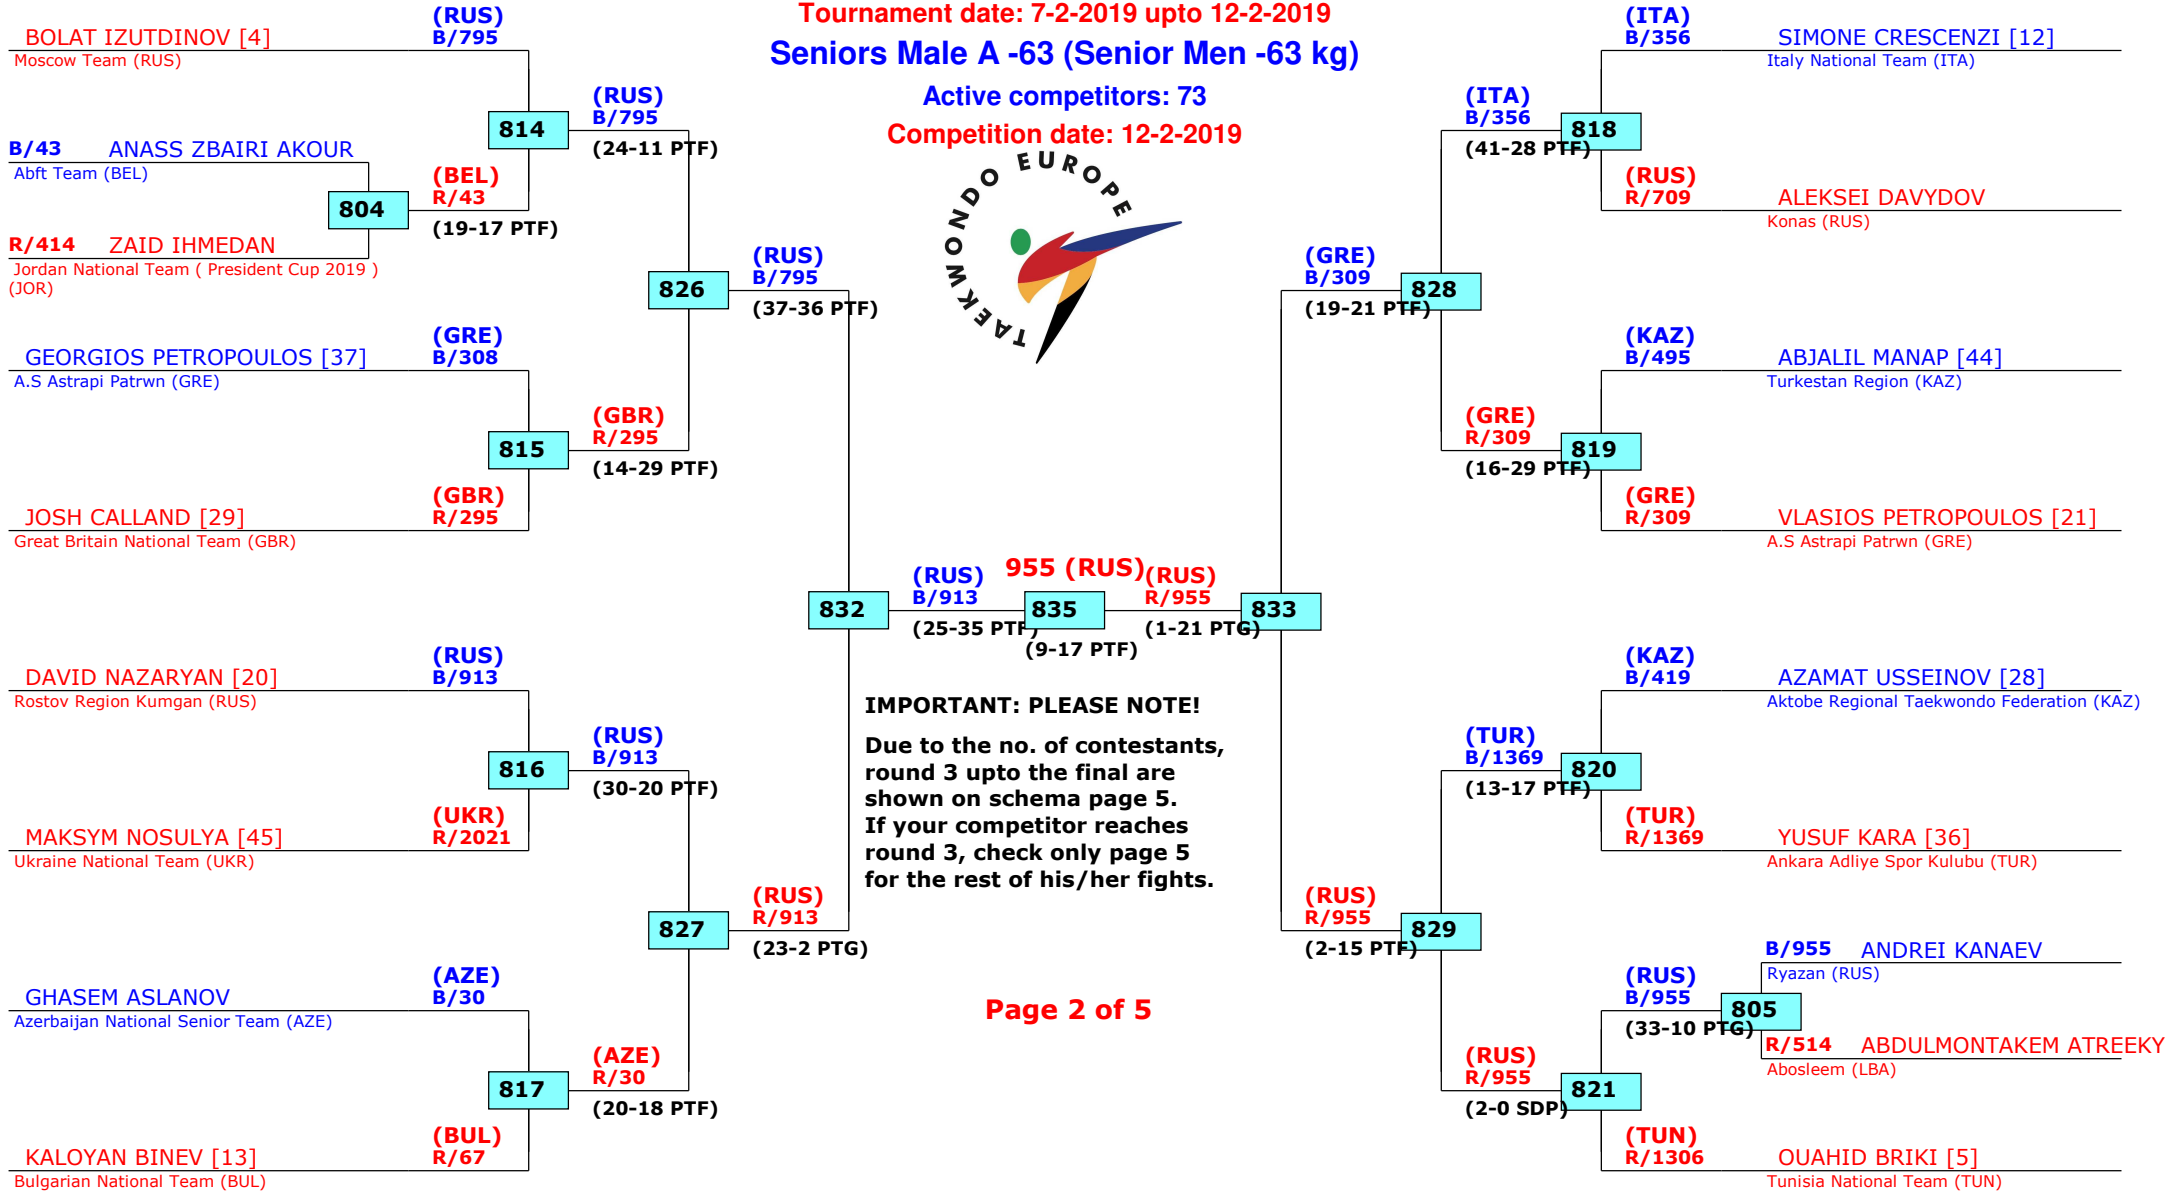 Tournament date: 7-2-2019 upto 12-2-2019
Seniors Male A -63 (Senior Men -63 kg)
Active competitors: 73
Competition date: 12-2-2019
TAEKWONDO EUROPE
BOLAT IZUTDINOV [4]
Moscow Team (RUS)
(RUS)
B/795
814
(RUS)
B/795
(24-11 PTF)
B/43 ANASS ZBAIRI AKOUR
Abft Team (BEL)
804
(BEL)
R/43
(19-17 PTF)
R/414 ZAID IHMEDAN
Jordan National Team ( President Cup 2019 )
(JOR)
826
(RUS)
B/795
(37-36 PTF)
GEORGIOS PETROPOULOS [37]
A.S Astrapi Patrwn (GRE)
(GRE)
B/308
815
(GBR)
R/295
(14-29 PTF)
JOSH CALLAND [29]
Great Britain National Team (GBR)
(GBR)
R/295
832
(RUS)
B/913
(25-35 PTF)
955 (RUS)
835
(9-17 PTF)
(RUS)
R/955
(1-21 PTG)
833
DAVID NAZARYAN [20]
Rostov Region Kumgan (RUS)
(RUS)
B/913
816
(RUS)
B/913
(30-20 PTF)
MAKSYM NOSULYA [45]
Ukraine National Team (UKR)
(UKR)
R/2021
827
(RUS)
R/913
(23-2 PTG)
GHASEM ASLANOV
Azerbaijan National Senior Team (AZE)
(AZE)
B/30
817
(AZE)
R/30
(20-18 PTF)
KALOYAN BINEV [13]
Bulgarian National Team (BUL)
(BUL)
R/67
IMPORTANT: PLEASE NOTE!
Due to the no. of contestants,
round 3 upto the final are
shown on schema page 5.
If your competitor reaches
round 3, check only page 5
for the rest of his/her fights.
Page 2 of 5
(ITA)
B/356
SIMONE CRESCENZI [12]
Italy National Team (ITA)
(ITA)
B/356
(41-28 PTF)
818
(RUS)
R/709
ALEKSEI DAVYDOV
Konas (RUS)
(GRE)
B/309
(19-21 PTF)
828
(KAZ)
B/495
ABJALIL MANAP [44]
Turkestan Region (KAZ)
(GRE)
R/309
(16-29 PTF)
819
(GRE)
R/309
VLASIOS PETROPOULOS [21]
A.S Astrapi Patrwn (GRE)
(KAZ)
B/419
AZAMAT USSEINOV [28]
Aktobe Regional Taekwondo Federation (KAZ)
(TUR)
B/1369
(13-17 PTF)
820
(TUR)
R/1369
YUSUF KARA [36]
Ankara Adliye Spor Kulubu (TUR)
(RUS)
R/955
(2-15 PTF)
829
B/955 ANDREI KANAEV
Ryazan (RUS)
(RUS)
B/955
(33-10 PTG)
805
R/514 ABDULMONTAKEM ATREEKY
Abosleem (LBA)
(RUS)
R/955
(2-0 SDP)
821
(TUN)
R/1306
OUAHID BRIKI [5]
Tunisia National Team (TUN)